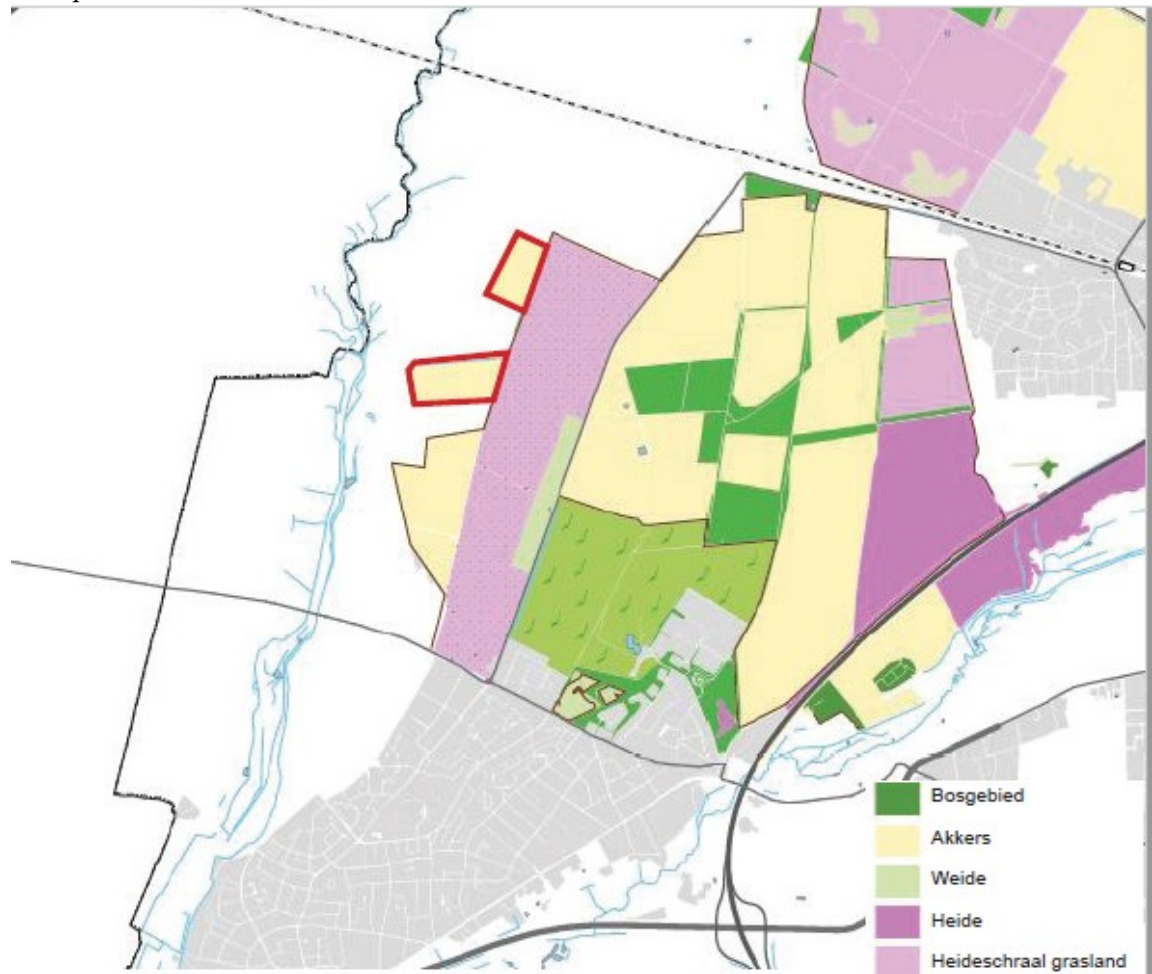 Bosgebied
Akkers
Weide
Heide
Heideschraal grasland